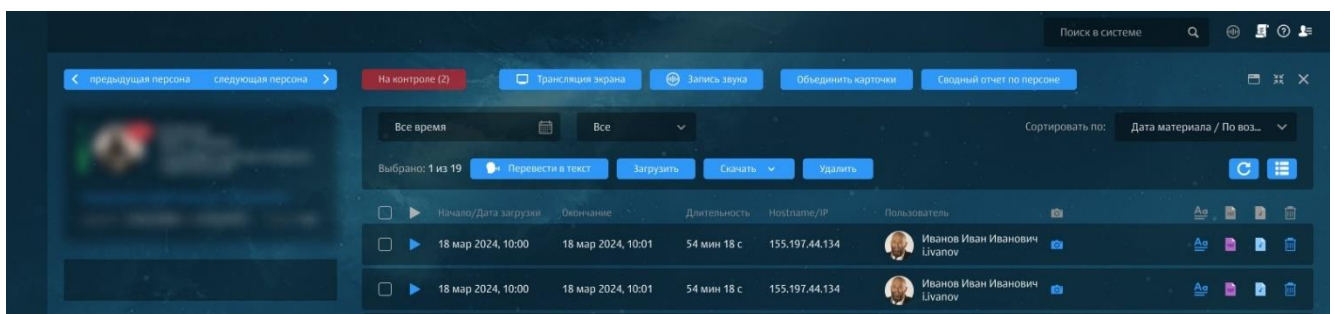 Поиск в системе
предыдущая персона следующая персона На контроле (2) Трансляция экрана Запись звука Объединить карточки Сводный отчет по персоне
Все время Все Сортировать по: Дата материала / По воз...
Выбрано: 1 из 19 Перевести в текст Загрузить Скачать Удалить
Начало/Дата загрузки Окончание Длительность Hostname/IP Пользователь
18 мар 2024, 10:00 18 мар 2024, 10:01 54 мин 18 с 155.197.44.134 Иванов Иван Иванович
i.ivanov
18 мар 2024, 10:00 18 мар 2024, 10:01 54 мин 18 с 155.197.44.134 Иванов Иван Иванович
i.ivanov